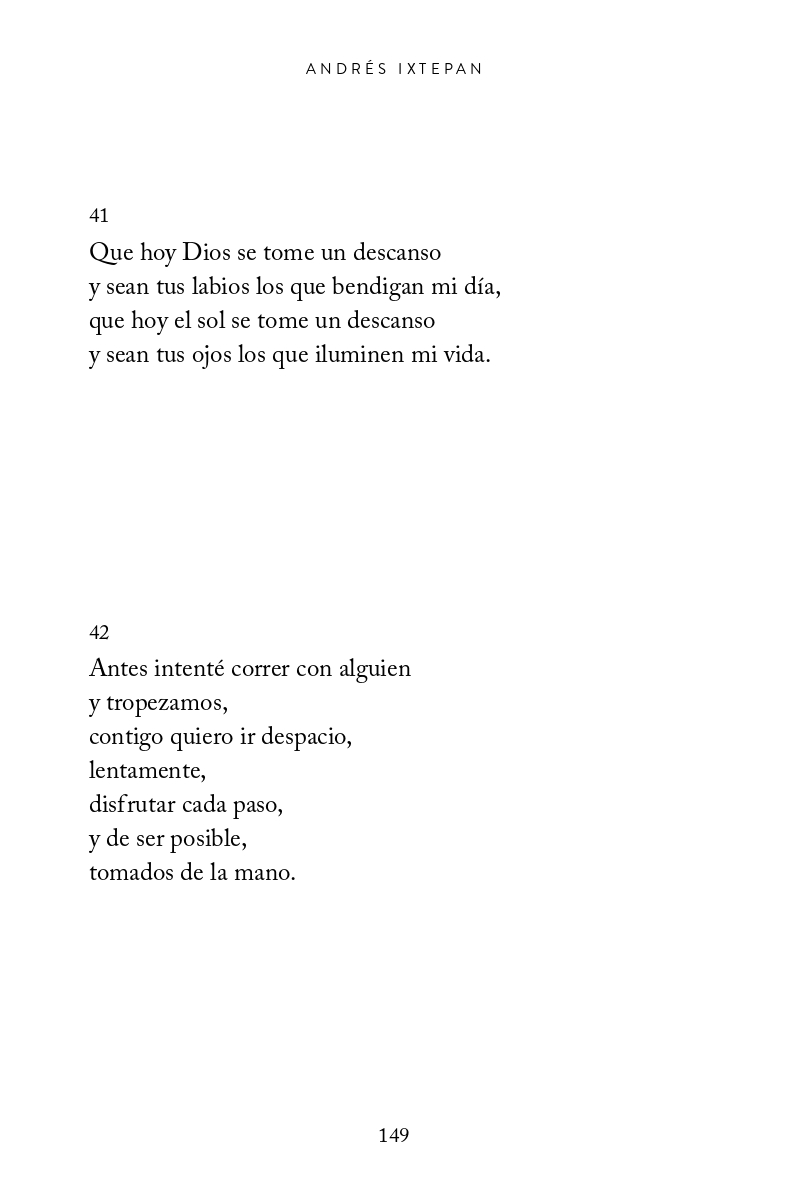 ANDRÉS IXTEPAN
41
Que hoy Dios se tome un descanso
y sean tus labios los que bendigan mi día,
que hoy el sol se tome un descanso
y sean tus ojos los que iluminen mi vida.
42
Antes intenté correr con alguien
y tropezamos,
contigo quiero ir despacio,
lentamente,
disfrutar cada paso,
y de ser posible,
tomados de la mano.
149